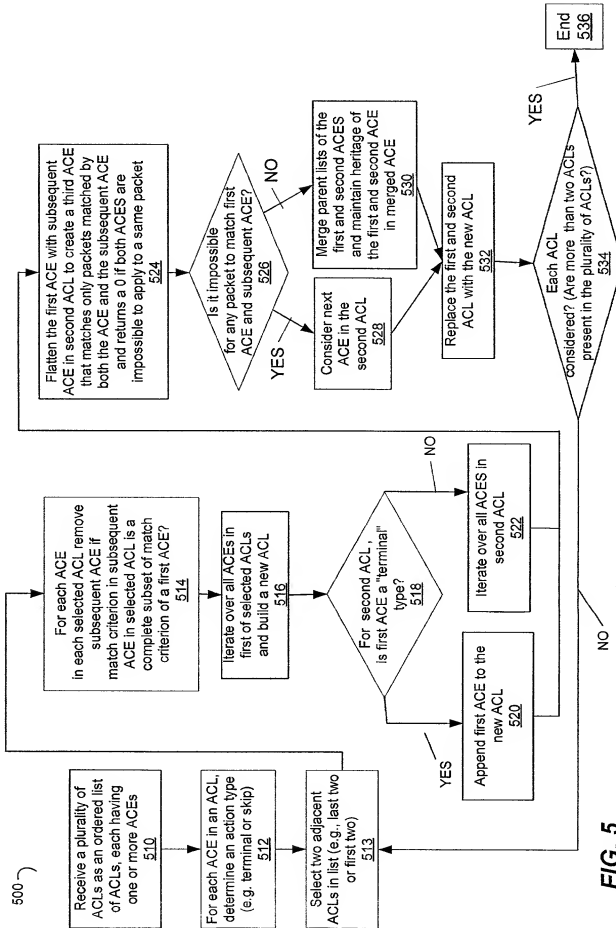 500
Receive a plurality of
ACLs as an ordered list
of ACLs, each having
one or more ACEs
510
For each ACE in an ACL,
determine an action type
(e.g. terminal or skip)
512
Select two adjacent
ACLs in list (e.g., last two
or first two)
513
For each ACE
in each selected ACL remove
subsequent ACE if
match criterion in subsequent
ACE in selected ACL is a
complete subset of match
criterion of a first ACE?
514
Iterate over all ACEs in
first of selected ACLs
and build a new ACL
516
For second ACL ,
is first ACE a "terminal"
type?
518
YES
NO
Append first ACE to the
new ACL
520
Iterate over all ACES in
second ACL
522
Flatten the first ACE with subsequent
ACE in second ACL to create a third ACE
that matches only packets matched by
both the ACE and the subsequent ACE
and returns a 0 if both ACES are
impossible to apply to a same packet
524
Is it impossible
for any packet to match first
ACE and subsequent ACE?
526
YES
NO
Consider next
ACE in the
second ACL
528
Merge parent lists of the
first and second ACES
and maintain heritage of
the first and second ACE
in merged ACE
530
Replace the first and second
ACL with the new ACL
532
Each ACL
considered? (Are more than two ACLs
present in the plurality of ACLs?)
534
YES
NO
End
536
FIG. 5